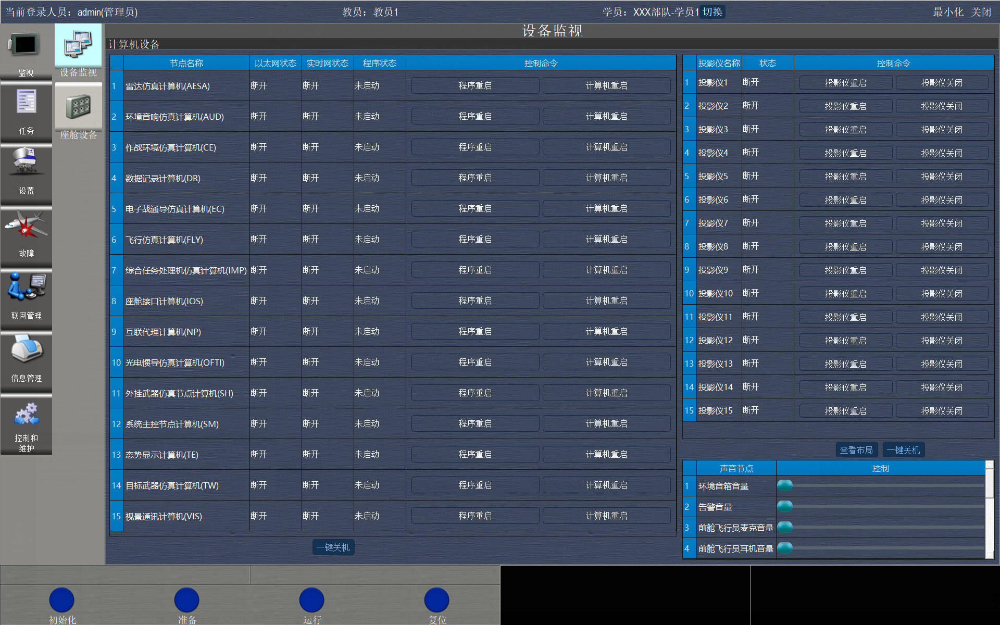 当前登录人员：admin(管理员)
教员：教员1
学员：XXX部队-学员1 切换
最小化 关闭
监视
任务
设置
故障
联网管理
信息管理
控制和
维护
设备监视
座舱设备
设备监视
计算机设备
节点名称 以太网状态 实时网状态 程序状态 控制命令
1 雷达仿真计算机(AESA) 断开 断开 未启动 程序重启 计算机重启
2 环境音响仿真计算机(AUD) 断开 断开 未启动 程序重启 计算机重启
3 作战环境仿真计算机(CE) 断开 断开 未启动 程序重启 计算机重启
4 数据记录计算机(DR) 断开 断开 未启动 程序重启 计算机重启
5 电子战通导仿真计算机(EC) 断开 断开 未启动 程序重启 计算机重启
6 飞行仿真计算机(FLY) 断开 断开 未启动 程序重启 计算机重启
7 综合任务处理机仿真计算机(IMP) 断开 断开 未启动 程序重启 计算机重启
8 座舱接口计算机(IOS) 断开 断开 未启动 程序重启 计算机重启
9 互联代理计算机(NP) 断开 断开 未启动 程序重启 计算机重启
10 光电惯导仿真计算机(OFTI) 断开 断开 未启动 程序重启 计算机重启
11 外挂武器仿真节点计算机(SH) 断开 断开 未启动 程序重启 计算机重启
12 系统主控节点计算机(SM) 断开 断开 未启动 程序重启 计算机重启
13 态势显示计算机(TE) 断开 断开 未启动 程序重启 计算机重启
14 目标武器仿真计算机(TW) 断开 断开 未启动 程序重启 计算机重启
15 视景通讯计算机(VIS) 断开 断开 未启动 程序重启 计算机重启
一键关机
投影仪名称 状态 控制命令
1 投影仪1 断开 投影仪重启 投影仪关闭
2 投影仪2 断开 投影仪重启 投影仪关闭
3 投影仪3 断开 投影仪重启 投影仪关闭
4 投影仪4 断开 投影仪重启 投影仪关闭
5 投影仪5 断开 投影仪重启 投影仪关闭
6 投影仪6 断开 投影仪重启 投影仪关闭
7 投影仪7 断开 投影仪重启 投影仪关闭
8 投影仪8 断开 投影仪重启 投影仪关闭
9 投影仪9 断开 投影仪重启 投影仪关闭
10 投影仪10 断开 投影仪重启 投影仪关闭
11 投影仪11 断开 投影仪重启 投影仪关闭
12 投影仪12 断开 投影仪重启 投影仪关闭
13 投影仪13 断开 投影仪重启 投影仪关闭
14 投影仪14 断开 投影仪重启 投影仪关闭
15 投影仪15 断开 投影仪重启 投影仪关闭
查看布局 一键关机
声音节点 控制
1 环境音箱音量
2 告警音量
3 前舱飞行员麦克音量
4 前舱飞行员耳机音量
初始化 准备 运行 复位